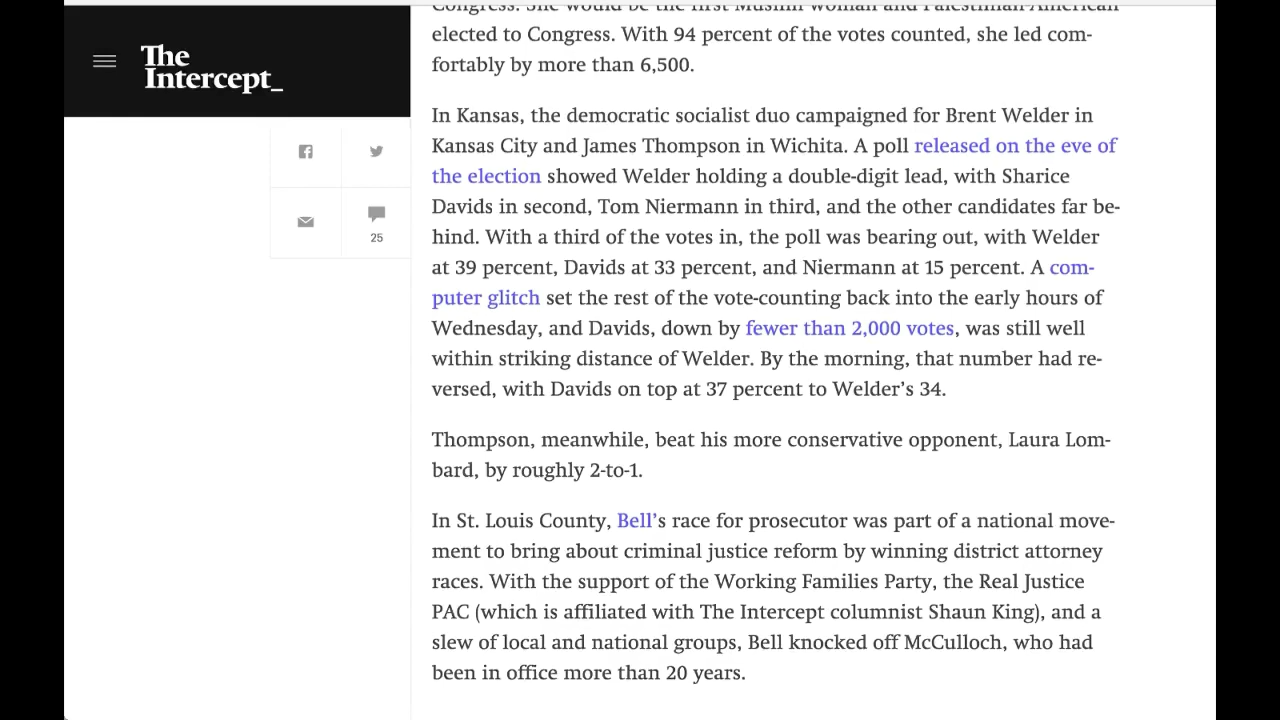 The
Intercept_
25
Congress. She would be the first Muslim woman and Palestinian-American
elected to Congress. With 94 percent of the votes counted, she led com-
fortably by more than 6,500.
In Kansas, the democratic socialist duo campaigned for Brent Welder in
Kansas City and James Thompson in Wichita. A poll released on the eve of
the election showed Welder holding a double-digit lead, with Sharice
Davids in second, Tom Niermann in third, and the other candidates far be-
hind. With a third of the votes in, the poll was bearing out, with Welder
at 39 percent, Davids at 33 percent, and Niermann at 15 percent. A com-
puter glitch set the rest of the vote-counting back into the early hours of
Wednesday, and Davids, down by fewer than 2,000 votes, was still well
within striking distance of Welder. By the morning, that number had re-
versed, with Davids on top at 37 percent to Welder’s 34.
Thompson, meanwhile, beat his more conservative opponent, Laura Lom-
bard, by roughly 2-to-1.
In St. Louis County, Bell’s race for prosecutor was part of a national move-
ment to bring about criminal justice reform by winning district attorney
races. With the support of the Working Families Party, the Real Justice
PAC (which is affiliated with The Intercept columnist Shaun King), and a
slew of local and national groups, Bell knocked off McCulloch, who had
been in office more than 20 years.